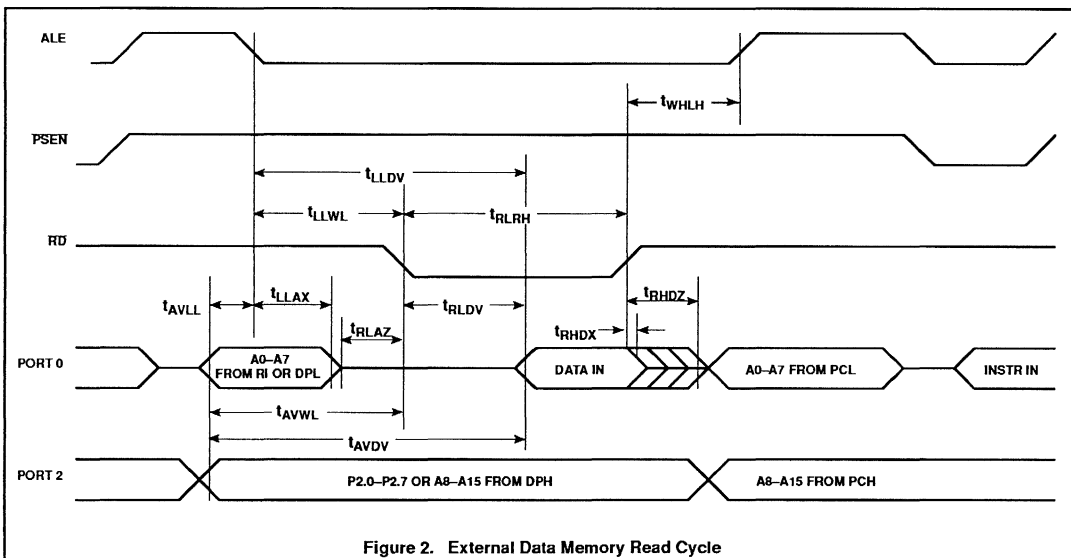 ALE
tWHLH
PSEN
tLLDV
tLLWL
tRLRH
RD
tAVLL
tLLAX
tRLAZ
tRLDV
tRHDZ
tRHDX
PORT 0
A0–A7
FROM RI OR DPL
DATA IN
A0–A7 FROM PCL
INSTR IN
tAVWL
tAVDV
PORT 2
P2.0–P2.7 OR A8–A15 FROM DPH
A8–A15 FROM PCH
Figure 2. External Data Memory Read Cycle